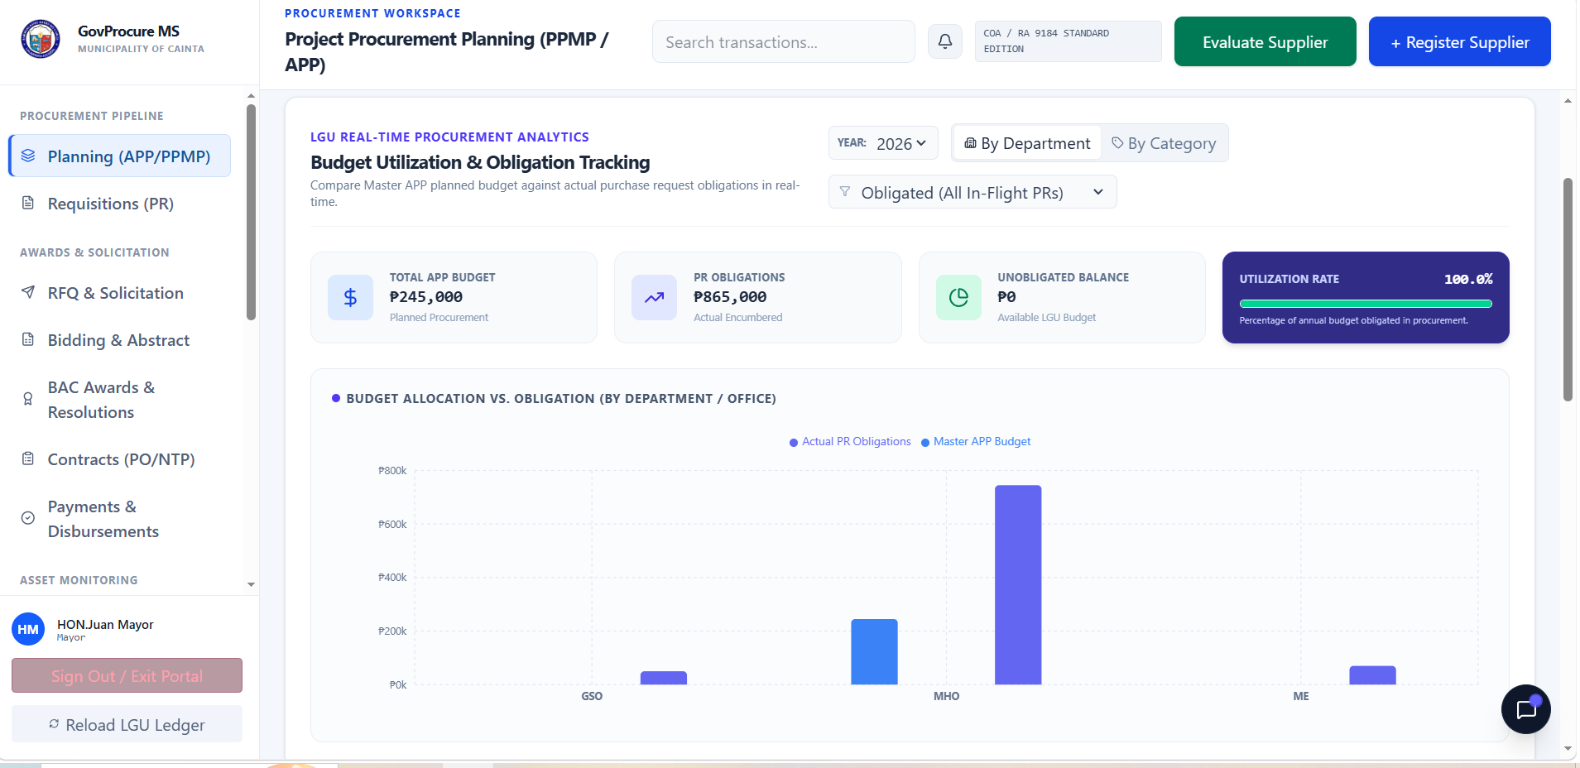 GovProcure MS
MUNICIPALITY OF CAINTA
PROCUREMENT PIPELINE
Planning (APP/PPMP)
Requisitions (PR)
AWARDS & SOLICITATION
RFQ & Solicitation
Bidding & Abstract
BAC Awards &
Resolutions
Contracts (PO/NTP)
Payments &
Disbursements
ASSET MONITORING
HM
HON.Juan Mayor
Mayor
Sign Out / Exit Portal
Reload LGU Ledger
PROCUREMENT WORKSPACE
Project Procurement Planning (PPMP /
APP)
Search transactions...
COA / RA 9184 STANDARD
EDITION
Evaluate Supplier
+ Register Supplier
LGU REAL-TIME PROCUREMENT ANALYTICS
Budget Utilization & Obligation Tracking
Compare Master APP planned budget against actual purchase request obligations in real-
time.
YEAR: 2026
By Department
By Category
Obligated (All In-Flight PRs)
TOTAL APP BUDGET
₱245,000
Planned Procurement
PR OBLIGATIONS
₱865,000
Actual Encumbered
UNOBLIGATED BALANCE
₱0
Available LGU Budget
UTILIZATION RATE 100.0%
Percentage of annual budget obligated in procurement.
BUDGET ALLOCATION VS. OBLIGATION (BY DEPARTMENT / OFFICE)
Actual PR Obligations
Master APP Budget
₱800k
₱600k
₱400k
₱200k
₱0k
GSO
MHO
ME